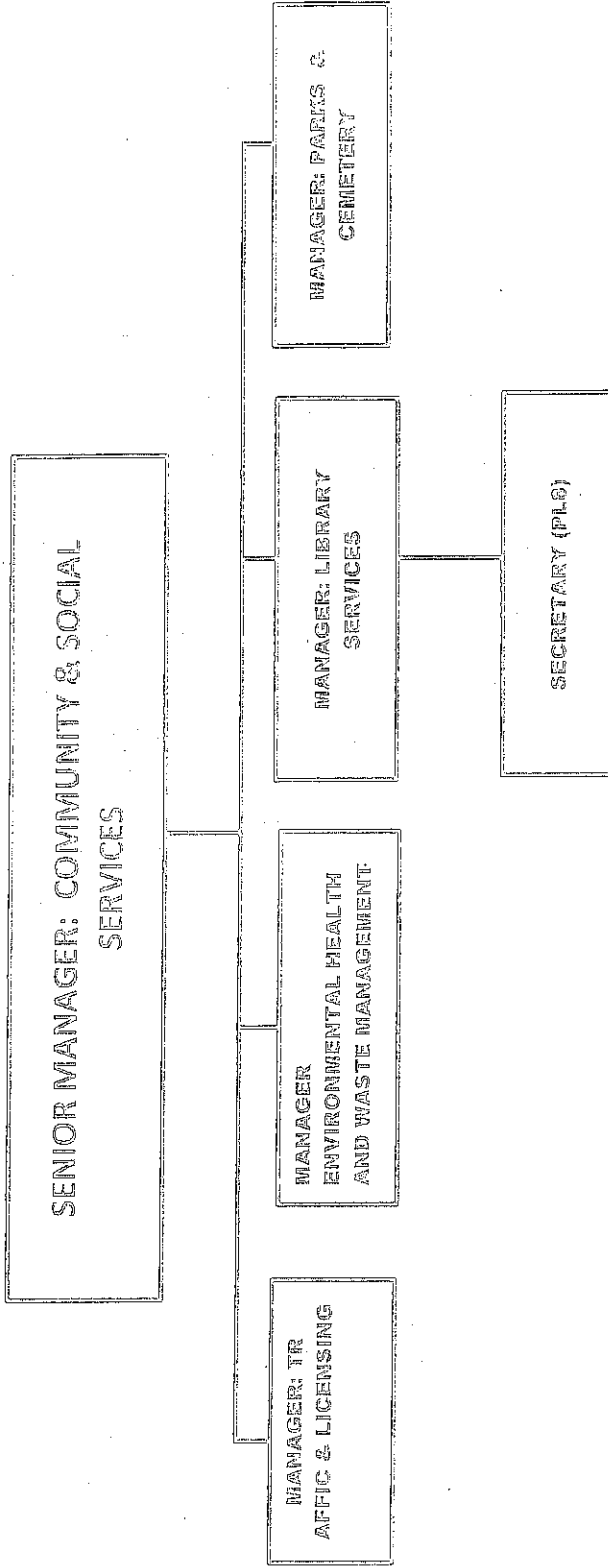 SENIOR MANAGER: COMMUNITY & SOCIAL
SERVICES
MANAGER: TR
AFFIC & LICENSING
MANAGER
ENVIRONMENTAL HEALTH
AND WASTE MANAGEMENT
MANAGER: LIBRARY
SERVICES
MANAGER: PARKS &
CEMETERY
SECRETARY (PL8)